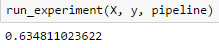 run_experiment(X, y, pipeline)
0.634811023622